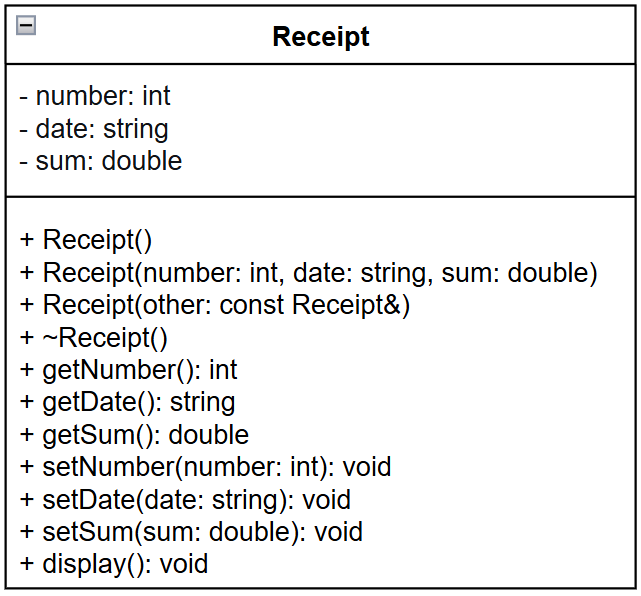 Receipt
- number: int
- date: string
- sum: double
+ Receipt()
+ Receipt(number: int, date: string, sum: double)
+ Receipt(other: const Receipt&)
+ ~Receipt()
+ getNumber(): int
+ getDate(): string
+ getSum(): double
+ setNumber(number: int): void
+ setDate(date: string): void
+ setSum(sum: double): void
+ display(): void